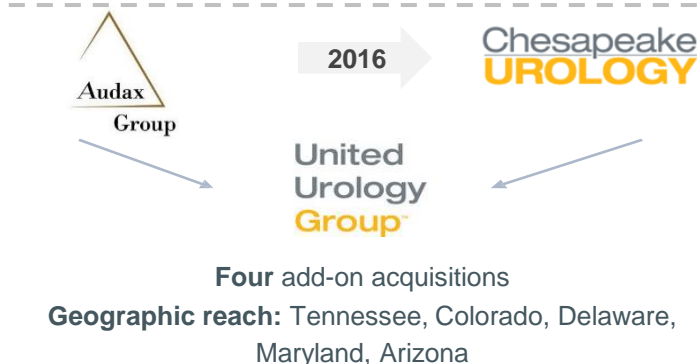 Audax
Group
2016
Chesapeake
UROLOGY
United
Urology
Group
Four add-on acquisitions
Geographic reach: Tennessee, Colorado, Delaware,
Maryland, Arizona